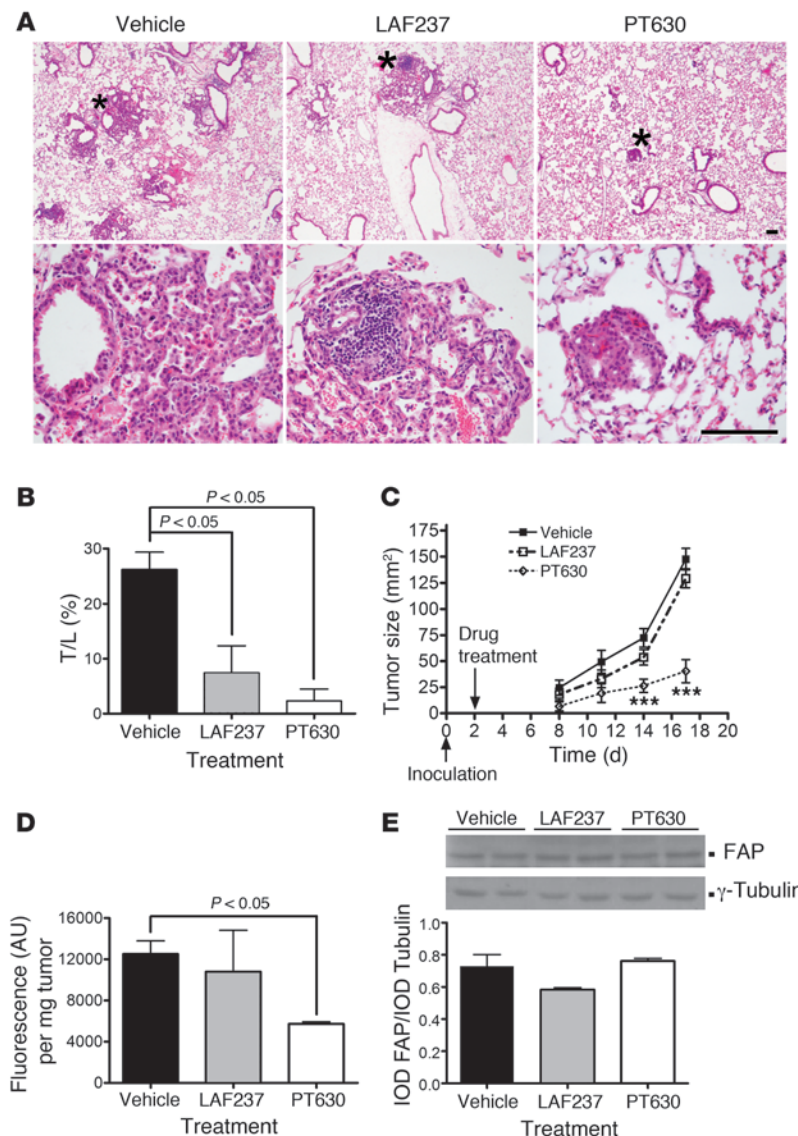 A
Vehicle LAF237 PT630
*
*
*
B
P < 0.05
P < 0.05
30
20
10
0
T/L (%)
Vehicle LAF237 PT630
Treatment
C
Vehicle
LAF237
PT630
175
150
125
100
75
50
25
0
Tumor size (mm²)
Drug
treatment
***
***
0 2 4 6 8 10 12 14 16 18 20
Time (d)
Inoculation
D
P < 0.05
16000
12000
8000
4000
0
Fluorescence (AU)
per mg tumor
Vehicle LAF237 PT630
Treatment
E
Vehicle LAF237 PT630
FAP
γ-Tubulin
1.0
0.8
0.6
0.4
0.2
0.0
IOD FAP/IOD Tubulin
Vehicle LAF237 PT630
Treatment